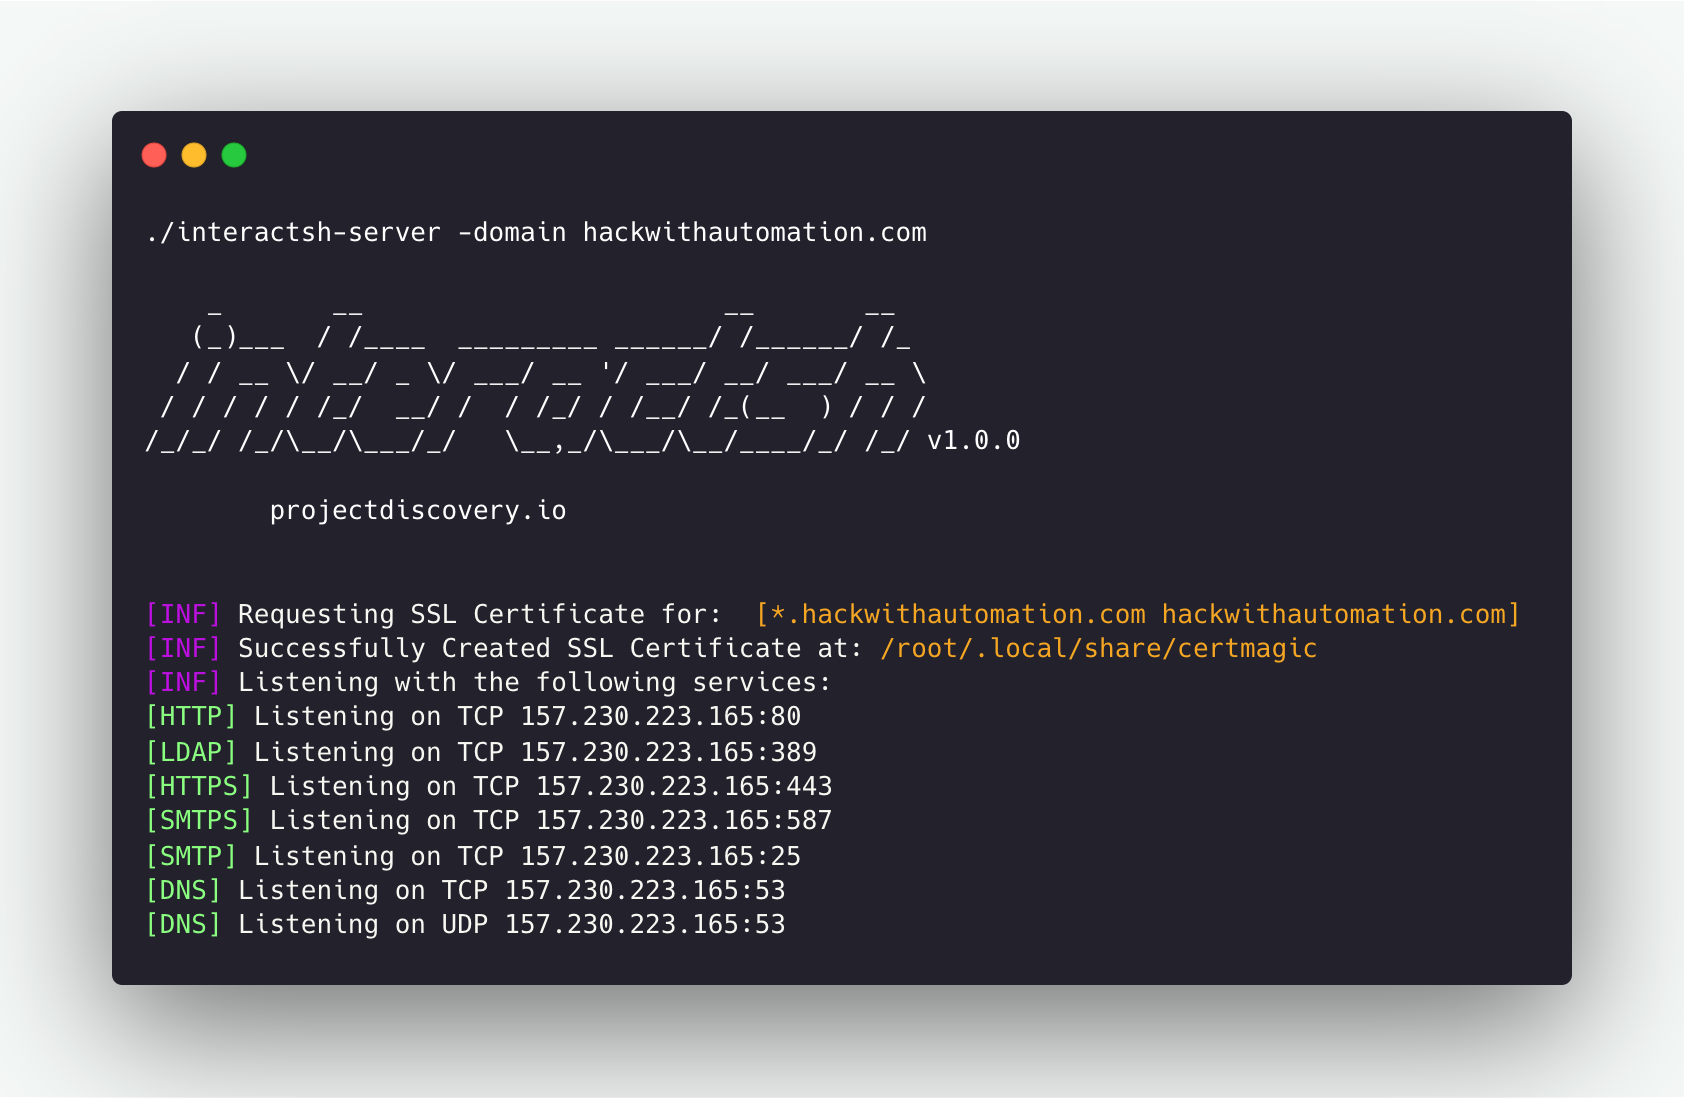 ./interactsh-server -domain hackwithautomation.com
    _       __                       __       __
   (_)___  / /____  _________ ______/ /______/ /_
  / / __ \/ __/ _ \/ ___/ __ '/ ___/ __/ ___/ __ \
 / / / / / /_/  __/ /  / /_/ / /__/ /_(__  ) / / /
/_/_/ /_/\__/\___/_/   \__,_/\___/\__/____/_/ /_/ v1.0.0
        projectdiscovery.io
[INF] Requesting SSL Certificate for:  [*.hackwithautomation.com hackwithautomation.com]
[INF] Successfully Created SSL Certificate at: /root/.local/share/certmagic
[INF] Listening with the following services:
[HTTP] Listening on TCP 157.230.223.165:80
[LDAP] Listening on TCP 157.230.223.165:389
[HTTPS] Listening on TCP 157.230.223.165:443
[SMTPS] Listening on TCP 157.230.223.165:587
[SMTP] Listening on TCP 157.230.223.165:25
[DNS] Listening on TCP 157.230.223.165:53
[DNS] Listening on UDP 157.230.223.165:53